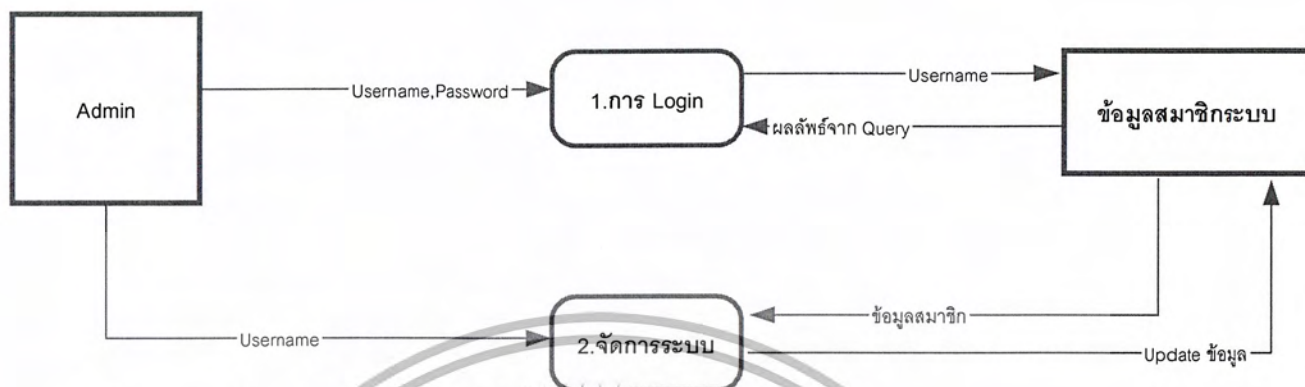 Admin
Username,Password
1.การ Login
Username
ผลลัพธ์จาก Query
ข้อมูลสมาชิกระบบ
ข้อมูลสมาชิก
Username
2.จัดการระบบ
Update ข้อมูล